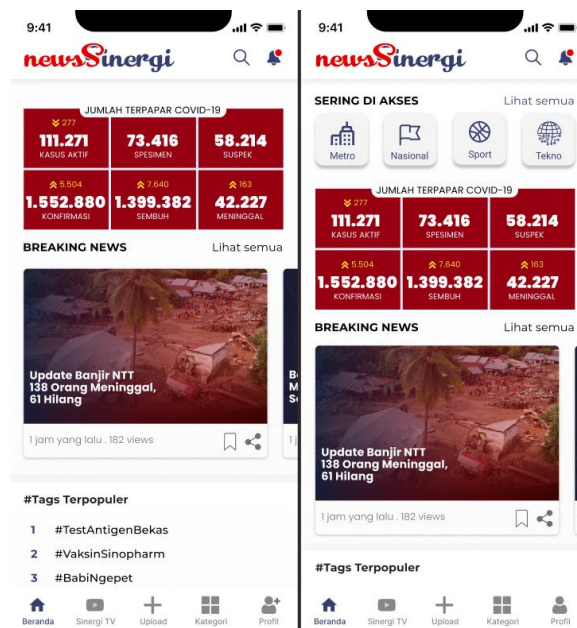 9:41
newsSinergi
JUMLAH TERPAPAR COVID-19
277
111.271
KASUS AKTIF
73.416
SPESIMEN
58.214
SUSPEK
5.504
1.552.880
KONFIRMASI
7.640
1.399.382
SEMBUH
163
42.227
MENINGGAL
BREAKING NEWS
Lihat semua
Update Banjir NTT
138 Orang Meninggal,
61 Hilang
1 jam yang lalu . 182 views
#Tags Terpopuler
1 #TestAntigenBekas
2 #VaksinSinopharm
3 #BabiNgepet
Beranda
Sinergi TV
Upload
Kategori
Profil
9:41
newsSinergi
SERING DI AKSES
Lihat semua
Metro
Nasional
Sport
Tekno
JUMLAH TERPAPAR COVID-19
277
111.271
KASUS AKTIF
73.416
SPESIMEN
58.214
SUSPEK
5.504
1.552.880
KONFIRMASI
7.640
1.399.382
SEMBUH
163
42.227
MENINGGAL
BREAKING NEWS
Lihat semua
Update Banjir NTT
138 Orang Meninggal,
61 Hilang
1 jam yang lalu . 182 views
#Tags Terpopuler
Beranda
Sinergi TV
Upload
Kategori
Profil